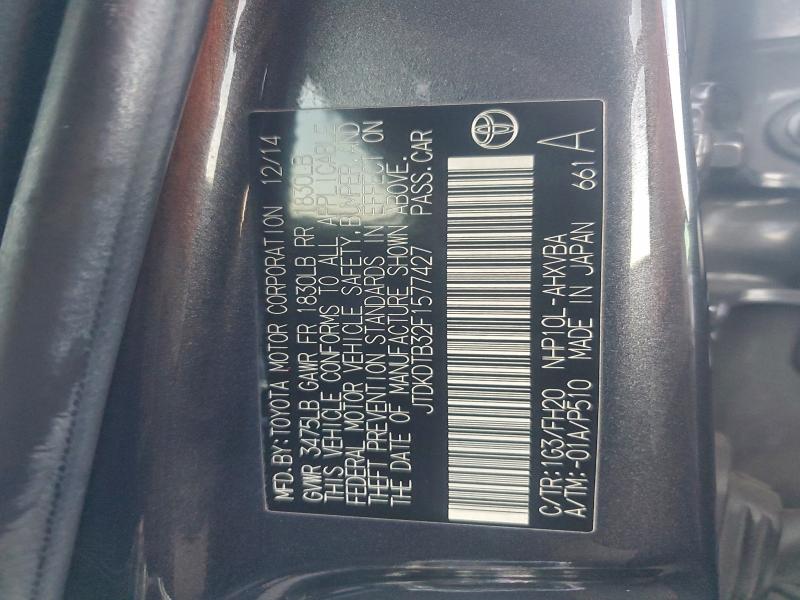 MFD.BY:TOYOTA MOTOR CORPORATION 12/14
GVWR 3475LB GAWR FR 1830LB RR 1830LB
THIS VEHICLE CONFORMS TO ALL APPLICABLE
FEDERAL MOTOR VEHICLE SAFETY,BUMPER,AND
THEFT PREVENTION STANDARDS IN EFFECT ON
THE DATE OF MANUFACTURE SHOWN ABOVE.
JTDKDTB32F1577427 PASS.CAR
C/TR:1G3/FH20 NHP10L-AHXVBA
A/TM:-01A/P510 MADE IN JAPAN 661 A